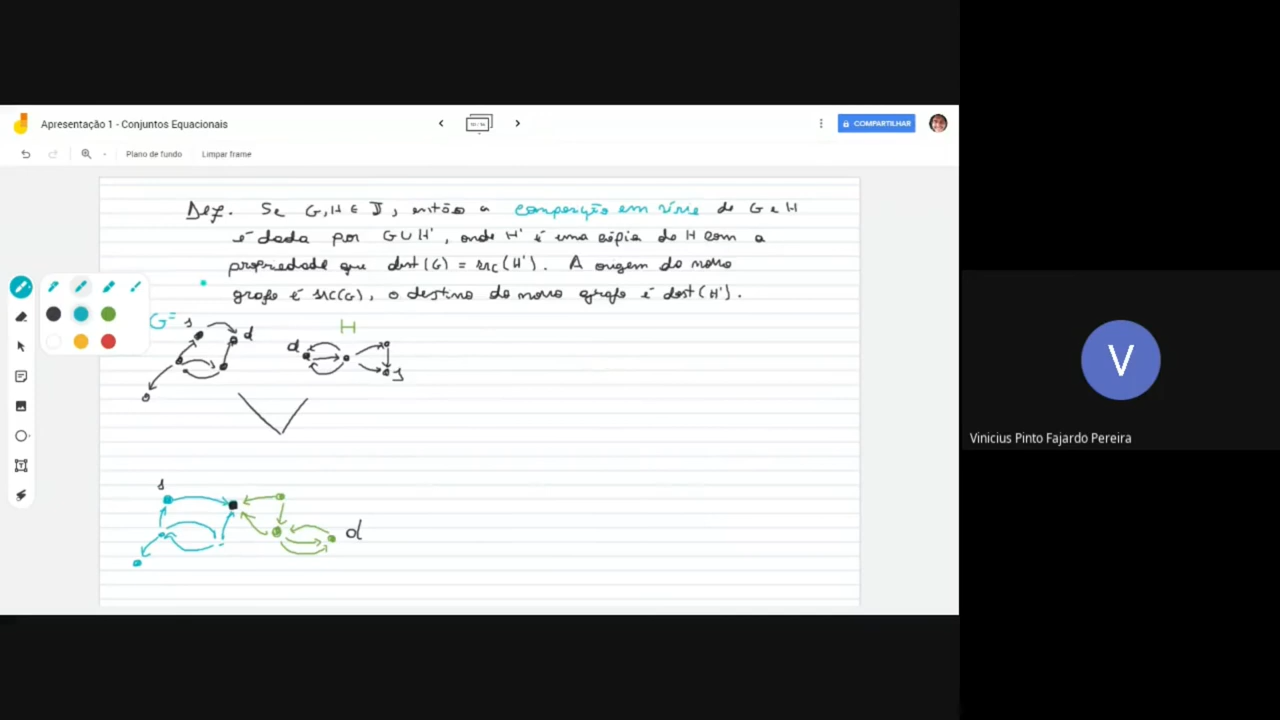 Apresentação 1 - Conjuntos Equacionais
COMPARTILHAR
Plano de fundo
Limpar frame
Def. Se G, H ∈ J, então a composição em série de G e H
é dada por G ∪ H', onde H' é uma cópia de H com a
propriedade que dest(G) = src(H'). A origem do novo
grafo é src(G), o destino do novo grafo é dest(H').
G= s d
H
d s
s
d
V
Vinicius Pinto Fajardo Pereira